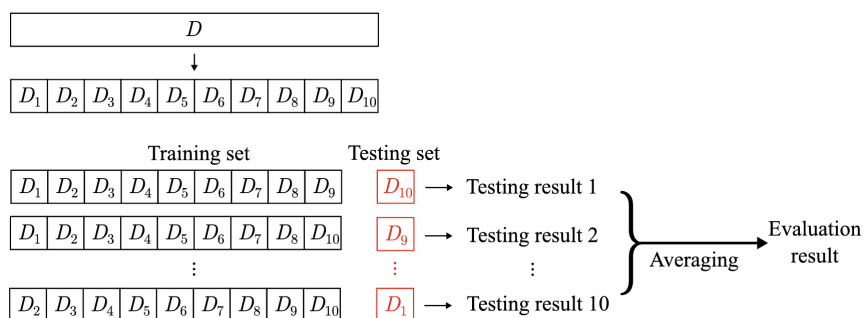 D
D₁ D₂ D₃ D₄ D₅ D₆ D₇ D₈ D₉ D₁₀
Training set Testing set
D₁ D₂ D₃ D₄ D₅ D₆ D₇ D₈ D₉ D₁₀ → Testing result 1
D₁ D₂ D₃ D₄ D₅ D₆ D₇ D₈ D₁₀ D₉ → Testing result 2
⋮ ⋮ ⋮
D₂ D₃ D₄ D₅ D₆ D₇ D₈ D₉ D₁₀ D₁ → Testing result 10
Averaging
Evaluation
result